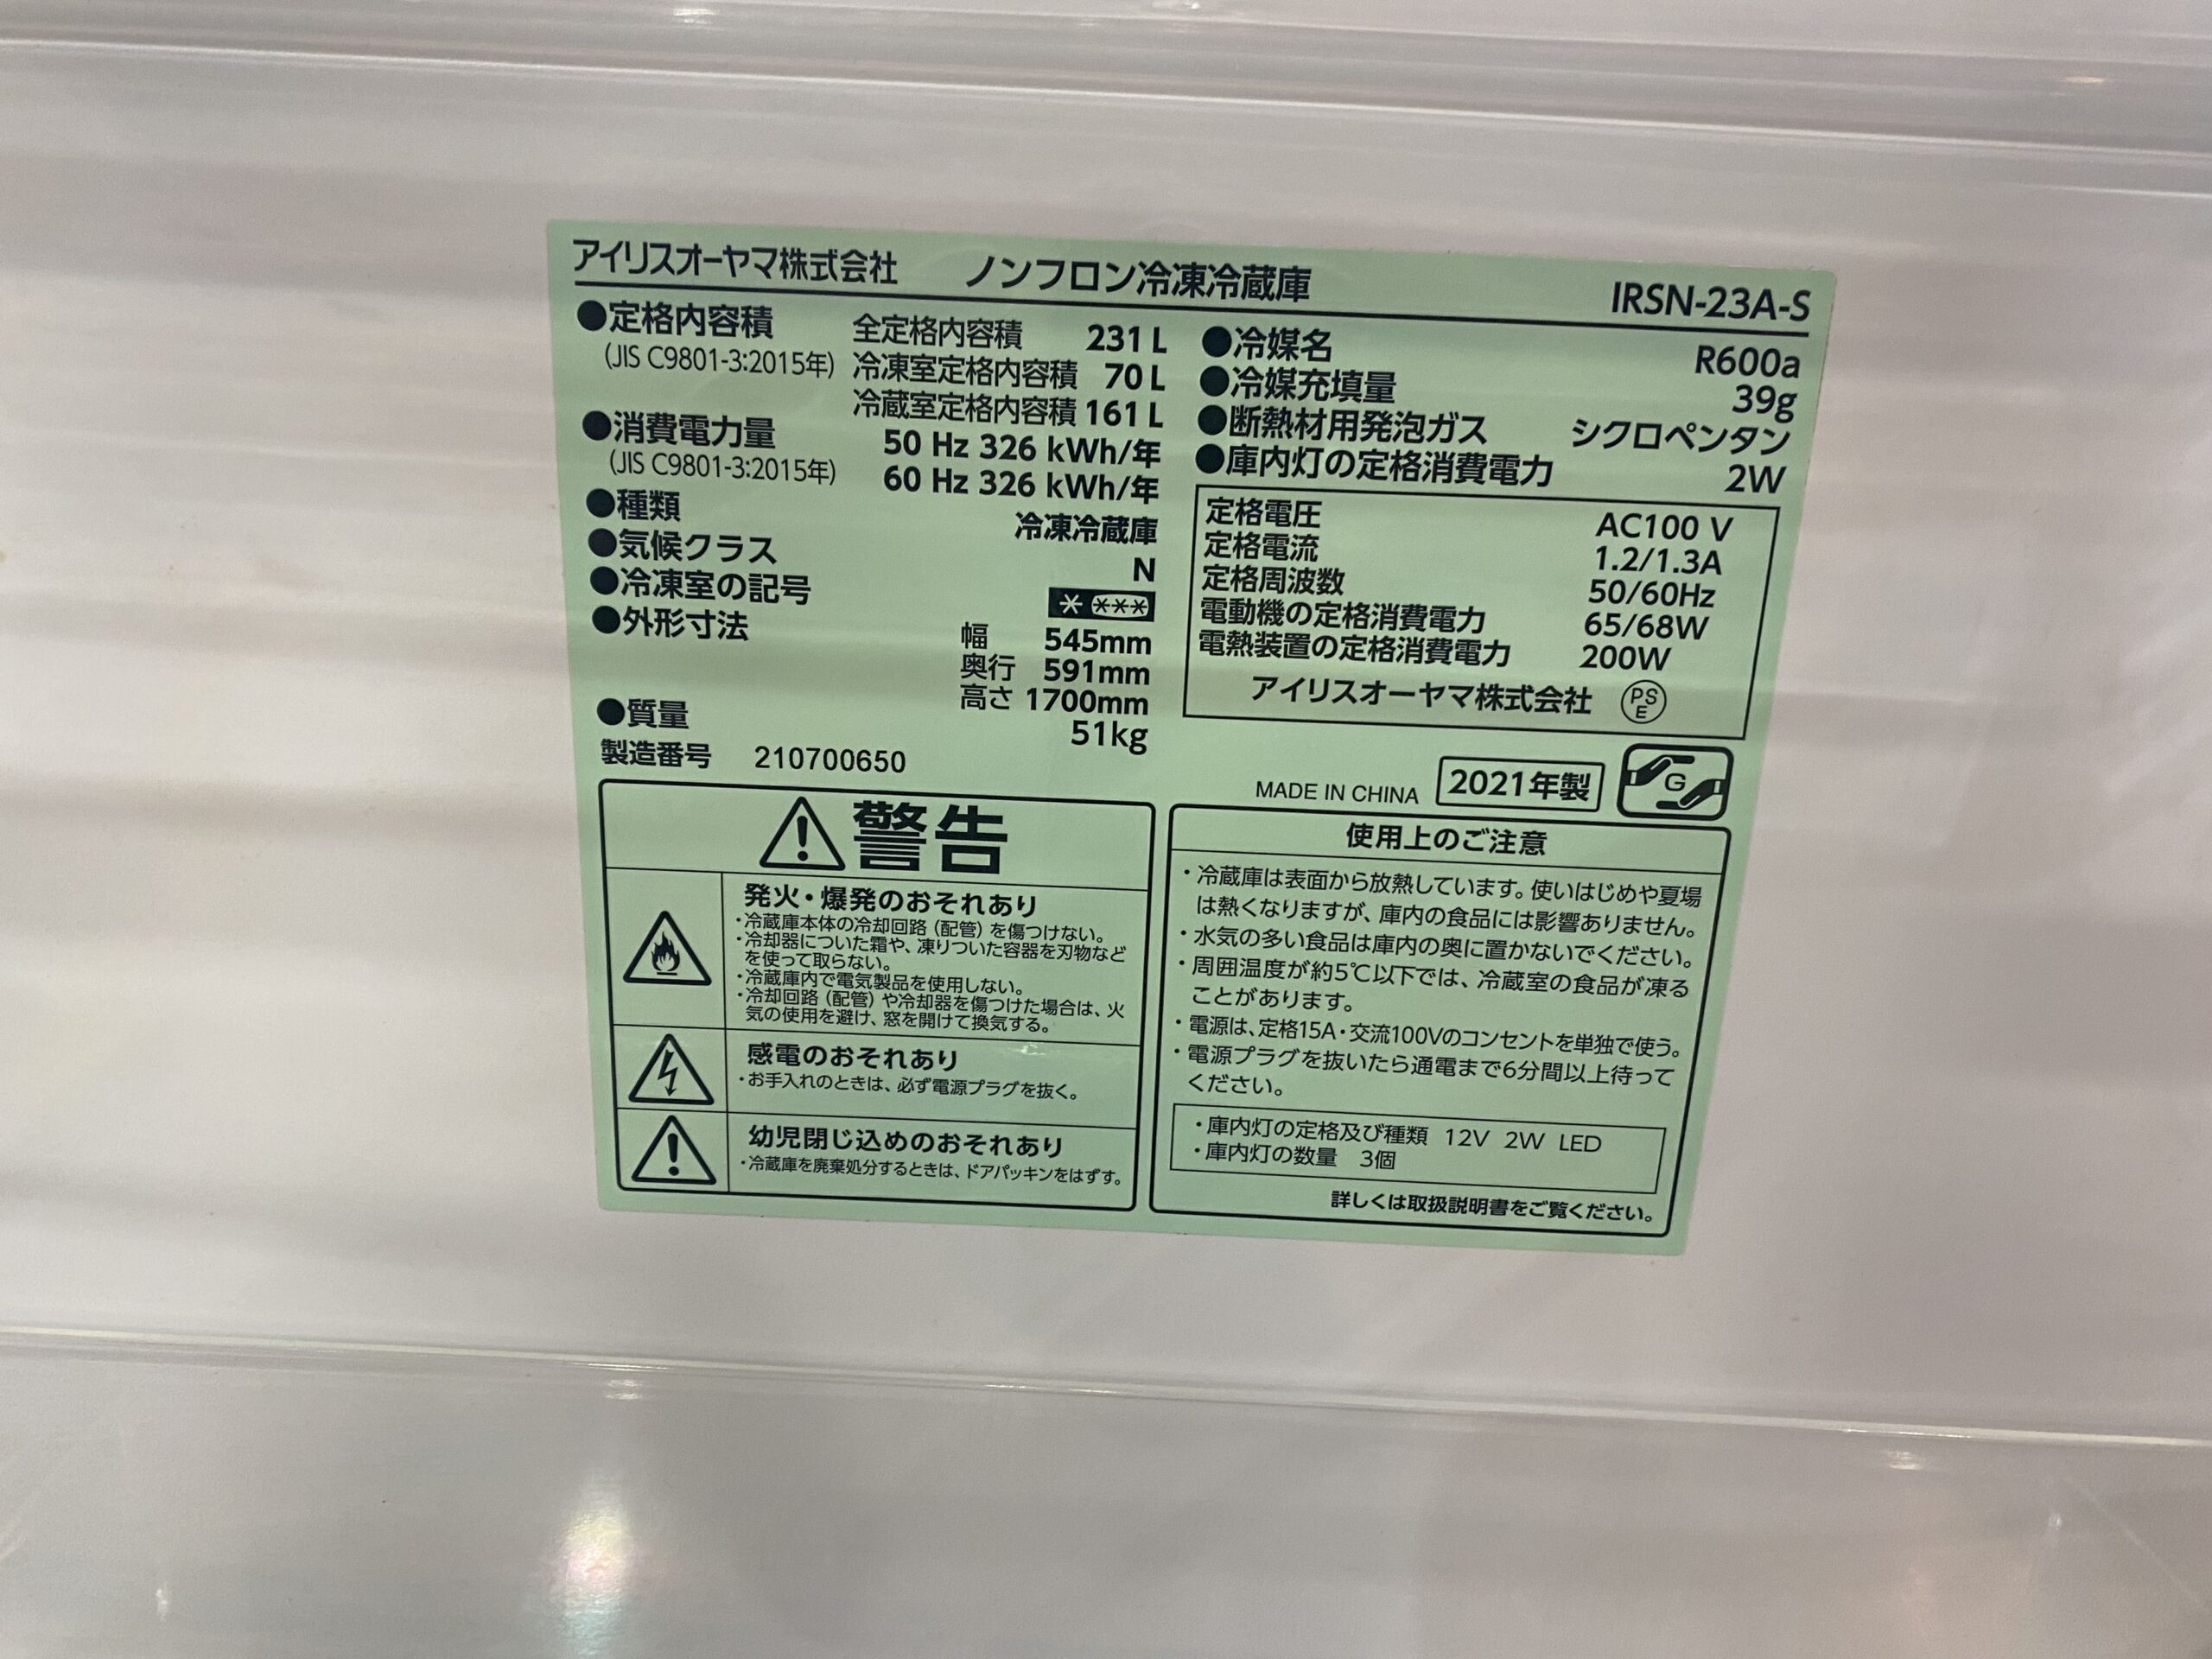 アイリスオーヤマ株式会社 ノンフロン冷凍冷蔵庫 IRSN-23A-S
●定格内容積 全定格内容積 231 L
(JIS C9801-3:2015年) 冷凍室定格内容積 70 L
冷蔵室定格内容積 161 L
●消費電力量 50 Hz 326 kWh/年
(JIS C9801-3:2015年) 60 Hz 326 kWh/年
●種類 冷凍冷蔵庫
●気候クラス N
●冷凍室の記号 * ***
●外形寸法 幅 545mm
奥行 591mm
高さ 1700mm
●質量 51kg
製造番号 210700650
●冷媒名 R600a
●冷媒充填量 39g
●断熱材用発泡ガス シクロペンタン
●庫内灯の定格消費電力 2W
定格電圧 AC100 V
定格電流 1.2/1.3A
定格周波数 50/60Hz
電動機の定格消費電力 65/68W
電熱装置の定格消費電力 200W
アイリスオーヤマ株式会社 PSE
MADE IN CHINA 2021年製 G
警告
発火・爆発のおそれあり
・冷蔵庫本体の冷却回路(配管)を傷つけない。
・冷却器についた霜や、凍りついた容器を刃物など
を使って取らない。
・冷蔵庫内で電気製品を使用しない。
・冷却回路(配管)や冷却器を傷つけた場合は、火
気の使用を避け、窓を開けて換気する。
感電のおそれあり
・お手入れのときは、必ず電源プラグを抜く。
幼児閉じ込めのおそれあり
・冷蔵庫を廃棄処分するときは、ドアパッキンをはずす。
使用上のご注意
・冷蔵庫は表面から放熱しています。使いはじめや夏場
は熱くなりますが、庫内の食品には影響ありません。
・水気の多い食品は庫内の奥に置かないでください。
・周囲温度が約5℃以下では、冷蔵室の食品が凍る
ことがあります。
・電源は、定格15A・交流100Vのコンセントを単独で使う。
・電源プラグを抜いたら通電まで6分間以上待って
ください。
・庫内灯の定格及び種類 12V 2W LED
・庫内灯の数量 3個
詳しくは取扱説明書をご覧ください。